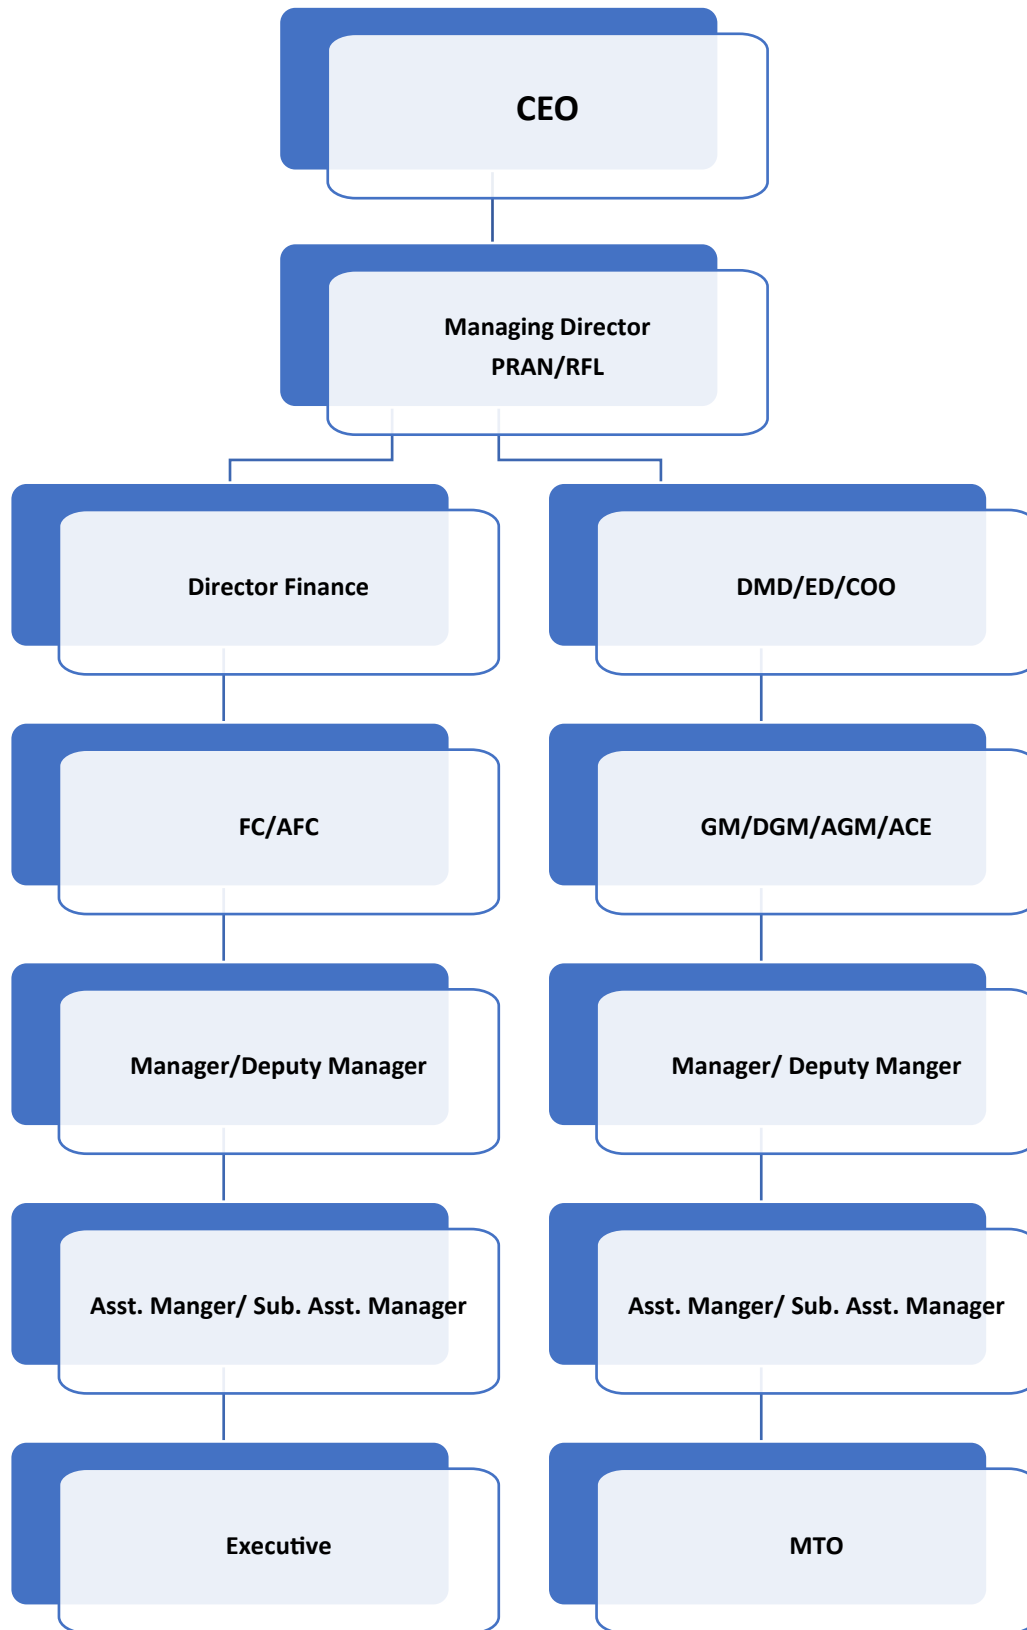 CEO
Managing Director
PRAN/RFL
Director Finance
DMD/ED/COO
FC/AFC
GM/DGM/AGM/ACE
Manager/Deputy Manager
Manager/ Deputy Manger
Asst. Manger/ Sub. Asst. Manager
Asst. Manger/ Sub. Asst. Manager
Executive
MTO